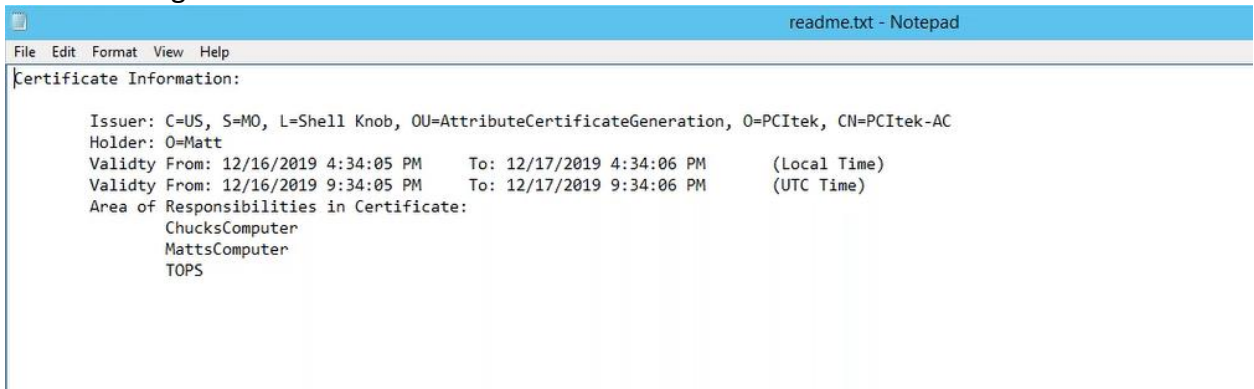 readme.txt - Notepad
File Edit Format View Help
Certificate Information:
Issuer: C=US, S=MO, L=Shell Knob, OU=AttributeCertificateGeneration, O=PCItek, CN=PCItek-AC
Holder: O=Matt
Validty From: 12/16/2019 4:34:05 PM To: 12/17/2019 4:34:06 PM (Local Time)
Validty From: 12/16/2019 9:34:05 PM To: 12/17/2019 9:34:06 PM (UTC Time)
Area of Responsibilities in Certificate:
ChucksComputer
MattsComputer
TOPS